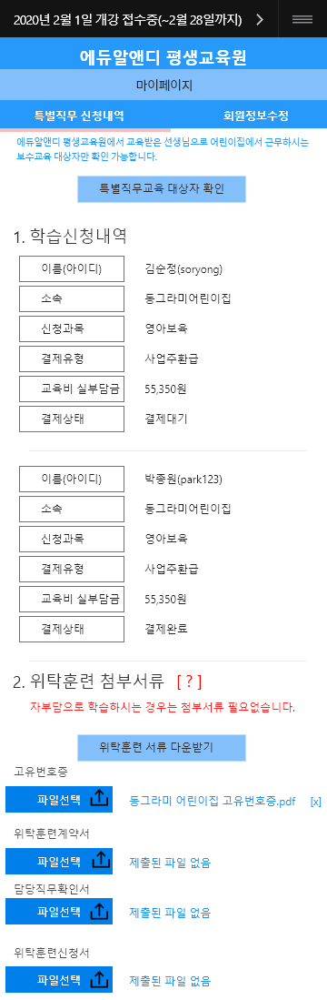 2020년 2월 1일 개강 접수중(~2월 28일까지)
에듀알앤디 평생교육원
마이페이지
특별직무 신청내역 회원정보수정
에듀알앤디 평생교육원에서 교육받은 선생님으로 어린이집에서 근무하시는
보수교육 대상자만 확인 가능합니다.
특별직무교육 대상자 확인
1. 학습신청내역
이름(아이디) 김순정(soryong)
소속 동그라미어린이집
신청과목 영아보육
결제유형 사업주환급
교육비 실부담금 55,350원
결제상태 결제대기
이름(아이디) 박종원(park123)
소속 동그라미어린이집
신청과목 영아보육
결제유형 사업주환급
교육비 실부담금 55,350원
결제상태 결제완료
2. 위탁훈련 첨부서류 [ ? ]
자부담으로 학습하시는 경우는 첨부서류 필요없습니다.
위탁훈련 서류 다운받기
고유번호증
파일선택 동그라미 어린이집 고유번호증.pdf [x]
위탁훈련계약서
파일선택 제출된 파일 없음
담당직무확인서
파일선택 제출된 파일 없음
위탁훈련신청서
파일선택 제출된 파일 없음